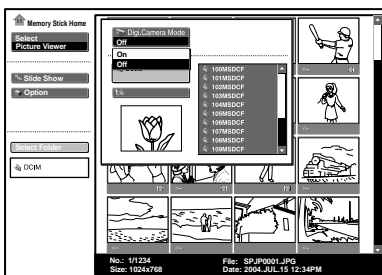 Memory Stick Home
Select
Picture Viewer
Slide Show
Option
Select Folder
DCIM
Digi.Camera Mode
Off
On
Off
DCIM
100MSDCF
101MSDCF
102MSDCF
103MSDCF
104MSDCF
105MSDCF
106MSDCF
107MSDCF
108MSDCF
109MSDCF
No.: 1/1234
File: SPJP0001.JPG
Size: 1024x768
Date: 2004.JUL.15 12:34PM